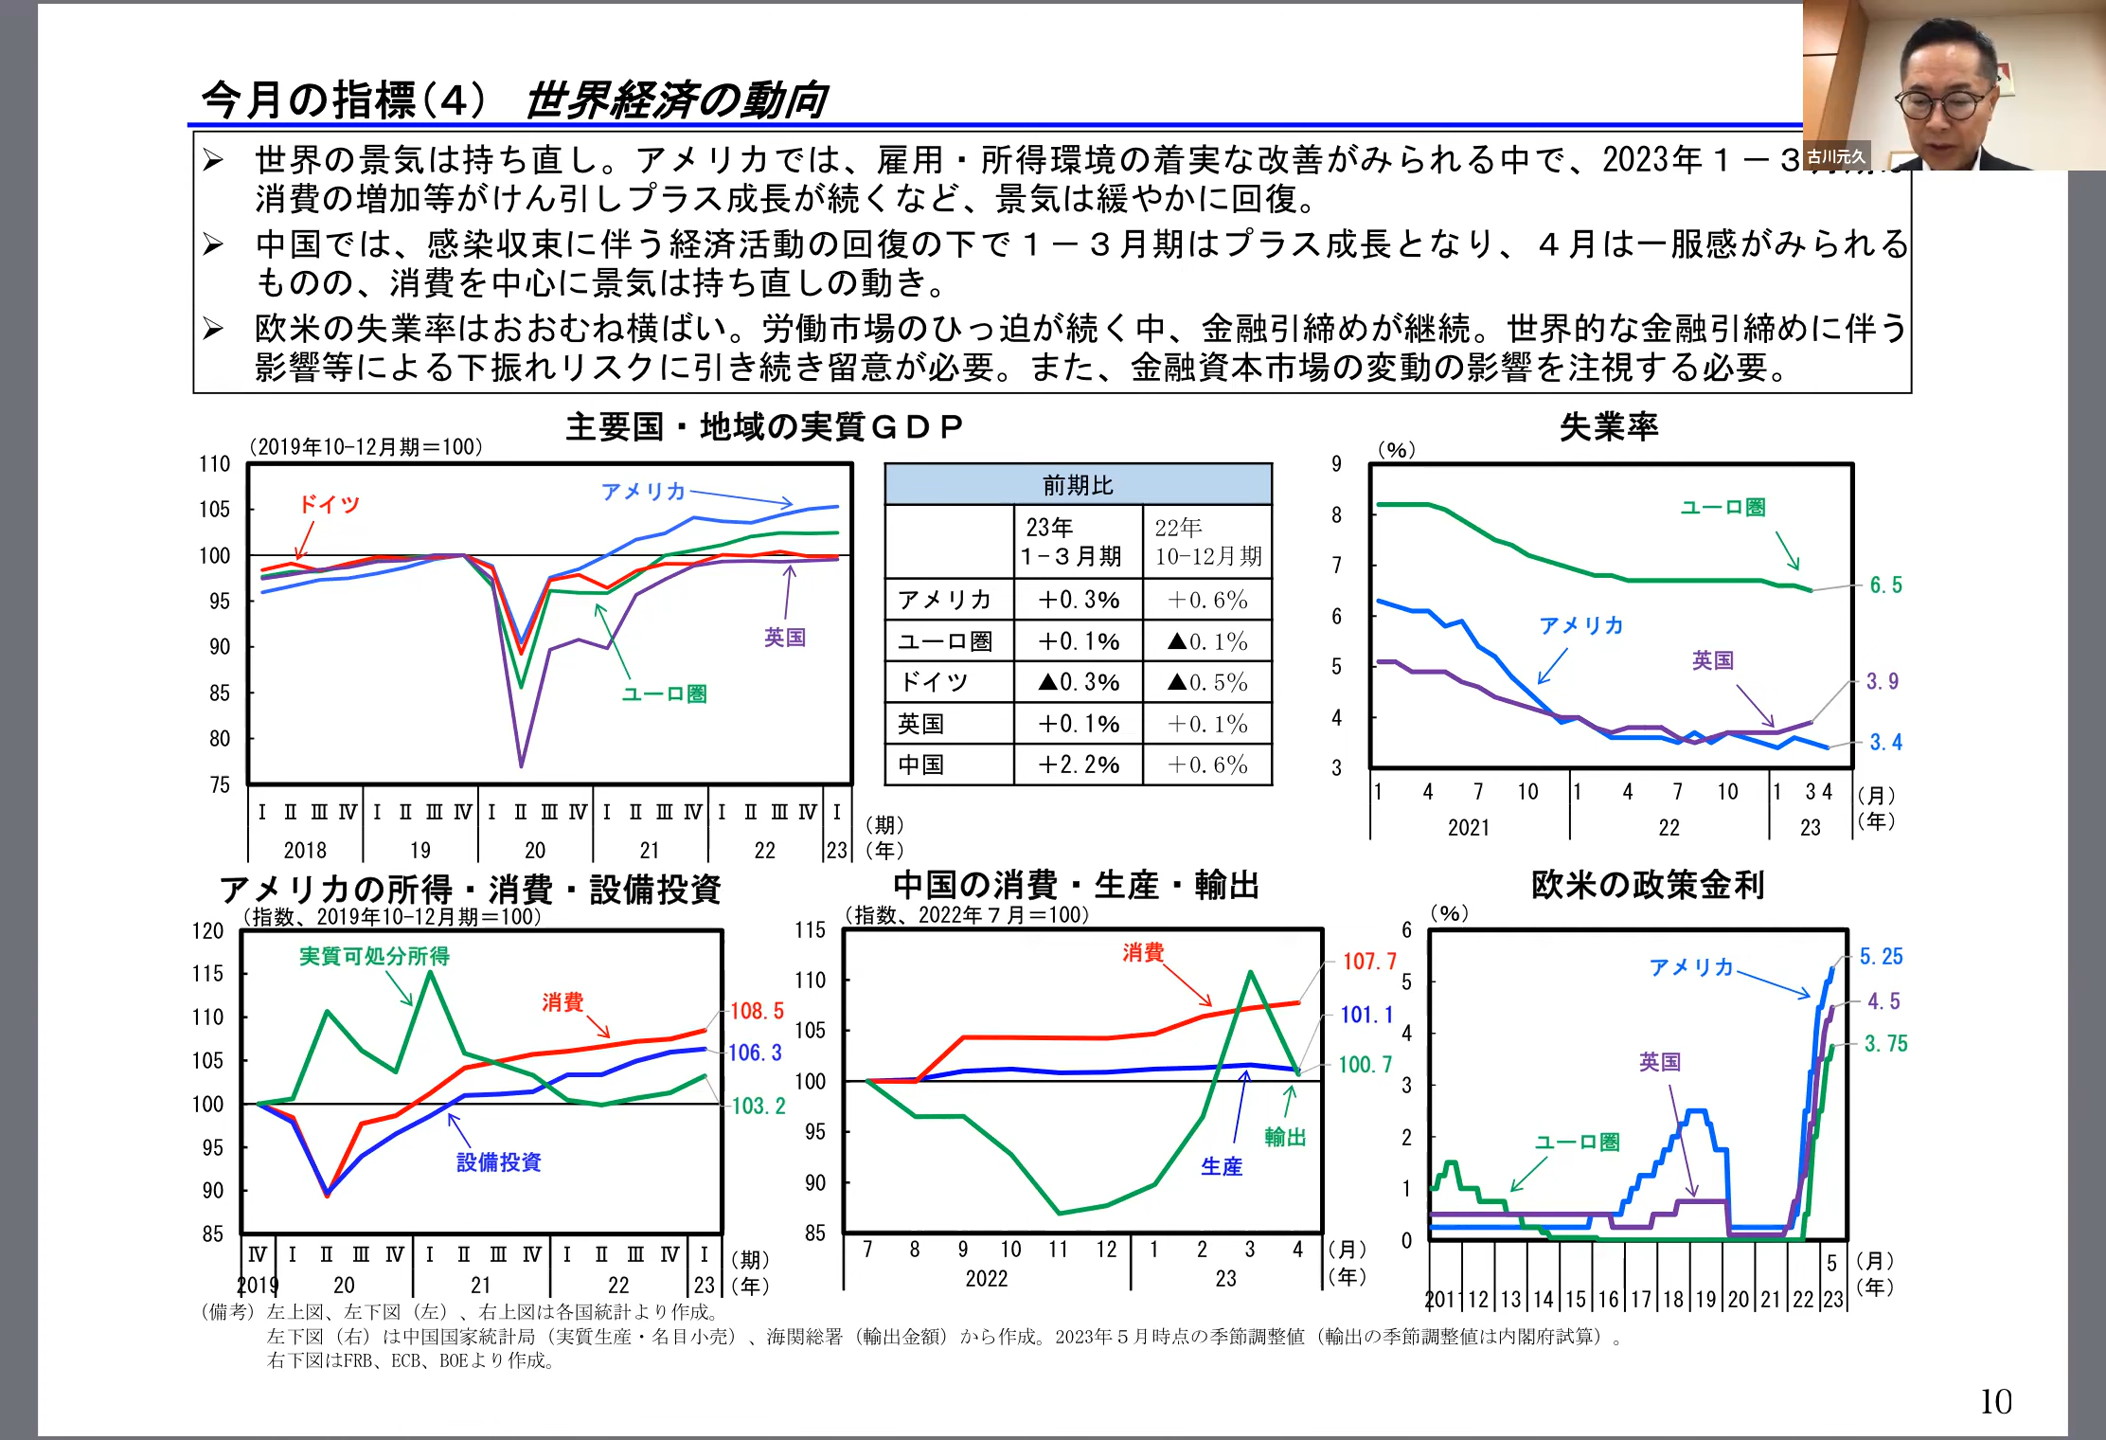 今月の指標(4) 世界経済の動向
古川元久
➢ 世界の景気は持ち直し。アメリカでは、雇用・所得環境の着実な改善がみられる中で、2023年1－3
消費の増加等がけん引しプラス成長が続くなど、景気は緩やかに回復。
➢ 中国では、感染収束に伴う経済活動の回復の下で1－3月期はプラス成長となり、4月は一服感がみられる
ものの、消費を中心に景気は持ち直しの動き。
➢ 欧米の失業率はおおむね横ばい。労働市場のひっ迫が続く中、金融引締めが継続。世界的な金融引締めに伴う
影響等による下振れリスクに引き続き留意が必要。また、金融資本市場の変動の影響を注視する必要。
主要国・地域の実質GDP
(2019年10-12月期＝100)
110
105
100
95
90
85
80
75
ドイツ
アメリカ
英国
ユーロ圏
Ⅰ Ⅱ Ⅲ Ⅳ Ⅰ Ⅱ Ⅲ Ⅳ Ⅰ Ⅱ Ⅲ Ⅳ Ⅰ Ⅱ Ⅲ Ⅳ Ⅰ Ⅱ Ⅲ Ⅳ Ⅰ (期)
2018 19 20 21 22 23 (年)
前期比
23年 22年
1-3月期 10-12月期
アメリカ +0.3% +0.6%
ユーロ圏 +0.1% ▲0.1%
ドイツ ▲0.3% ▲0.5%
英国 +0.1% +0.1%
中国 +2.2% +0.6%
失業率
(%)
9
8
7
6
5
4
3
ユーロ圏
アメリカ
英国
6.5
3.9
3.4
1 4 7 10 1 4 7 10 1 3 4 (月)
2021 22 23 (年)
アメリカの所得・消費・設備投資
(指数、2019年10-12月期＝100)
120
115
110
105
100
95
90
85
実質可処分所得
消費
設備投資
108.5
106.3
103.2
Ⅳ Ⅰ Ⅱ Ⅲ Ⅳ Ⅰ Ⅱ Ⅲ Ⅳ Ⅰ Ⅱ Ⅲ Ⅳ Ⅰ (期)
2019 20 21 22 23 (年)
中国の消費・生産・輸出
(指数、2022年7月＝100)
115
110
105
100
95
90
85
消費
生産
輸出
107.7
101.1
100.7
7 8 9 10 11 12 1 2 3 4 (月)
2022 23 (年)
欧米の政策金利
(%)
6
5
4
3
2
1
0
アメリカ
英国
ユーロ圏
5.25
4.5
3.75
5 (月)
201 12 13 14 15 16 17 18 19 20 21 22 23 (年)
(備考)左上図、左下図(左)、右上図は各国統計より作成。
左下図(右)は中国国家統計局(実質生産・名目小売)、海関総署(輸出金額)から作成。2023年5月時点の季節調整値(輸出の季節調整値は内閣府試算)。
右下図はFRB、ECB、BOEより作成。
10